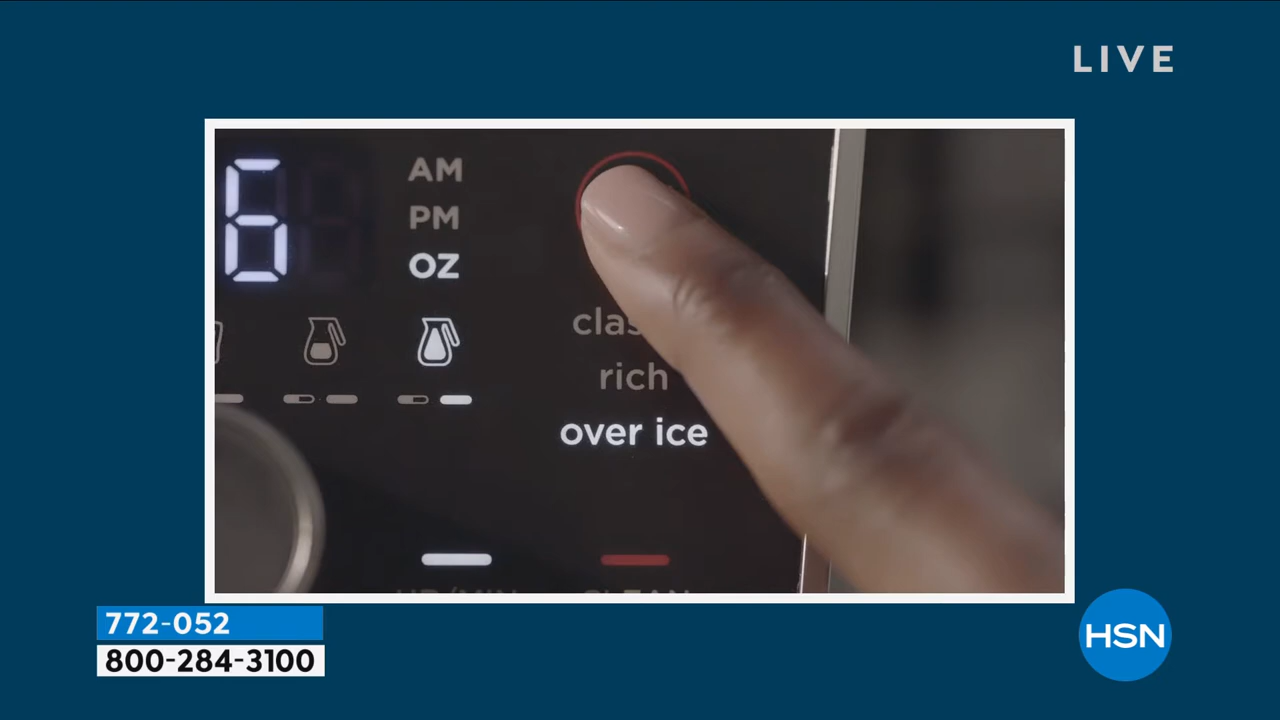 LIVE
6
AM
PM
OZ
rich
over ice
772-052
800-284-3100
HSN